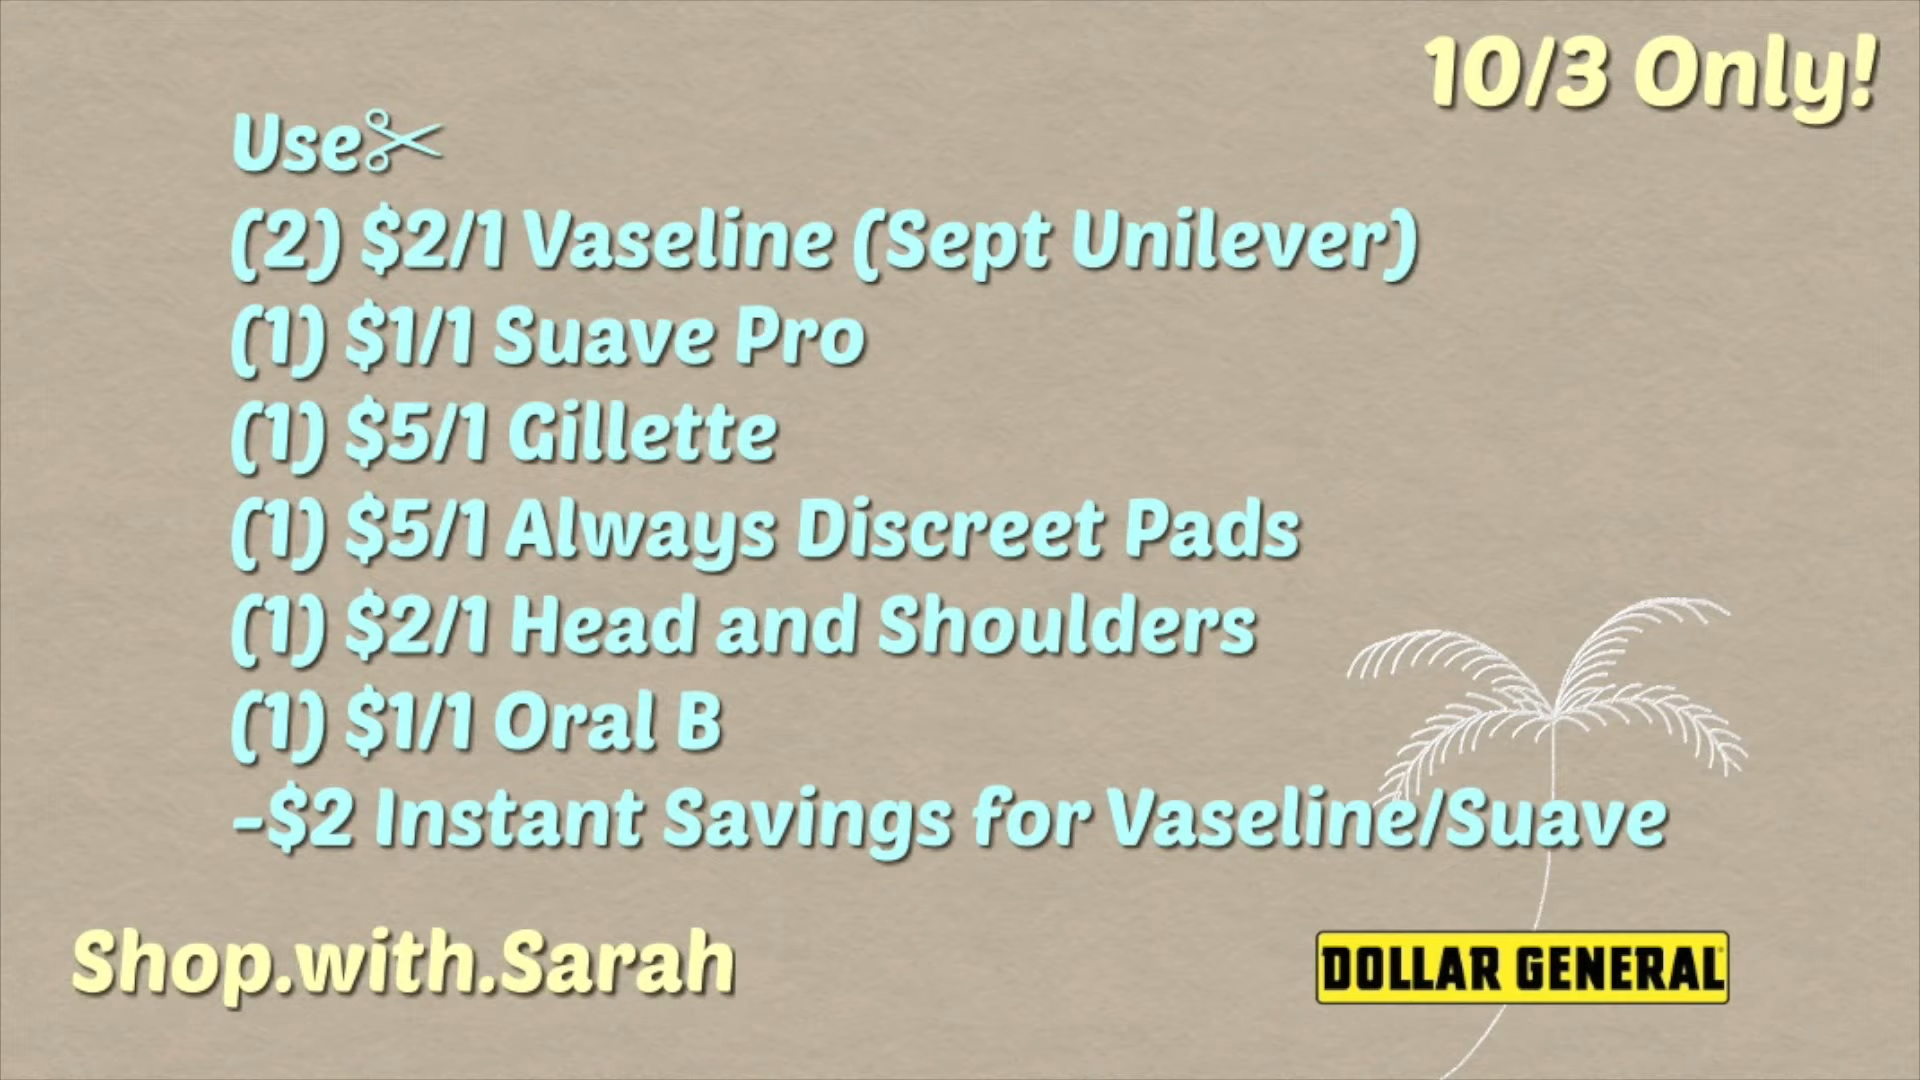 10/3 Only!
Use✂
(2) $2/1 Vaseline (Sept Unilever)
(1) $1/1 Suave Pro
(1) $5/1 Gillette
(1) $5/1 Always Discreet Pads
(1) $2/1 Head and Shoulders
(1) $1/1 Oral B
-$2 Instant Savings for Vaseline/Suave
Shop.with.Sarah
DOLLAR GENERAL